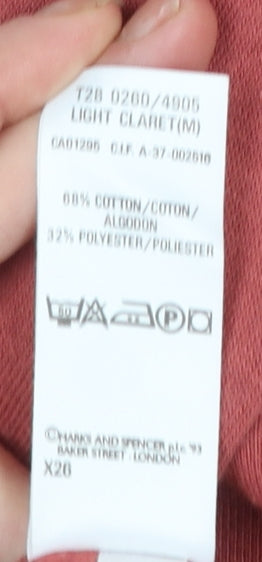 T28 0260/4905
LIGHT CLARET(M)
CA01295 C.I.F. A-37-002616
68% COTTON/COTON/
ALGODON
32% POLYESTER/POLIESTER
P
©MARKS AND SPENCER p.l.c. '93
BAKER STREET · LONDON
X26